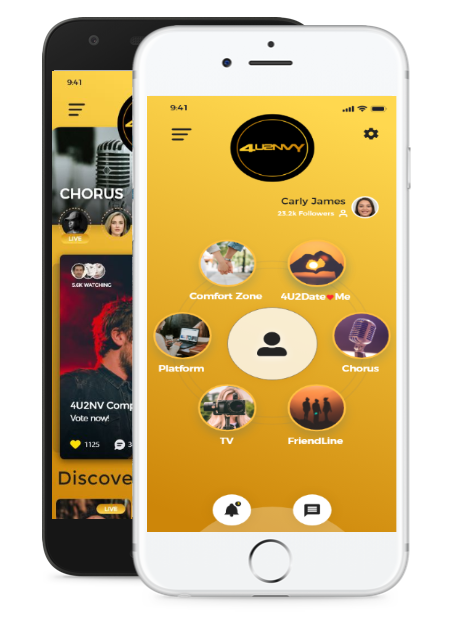 9:41
CHORUS
LIVE
5.6K WATCHING
4U2NV Comp
Vote now!
1125
3
Discove
LIVE
9:41
4U2NVY
Carly James
23.2k Followers
Comfort Zone
4U2Date❤Me
Platform
Chorus
TV
FriendLine